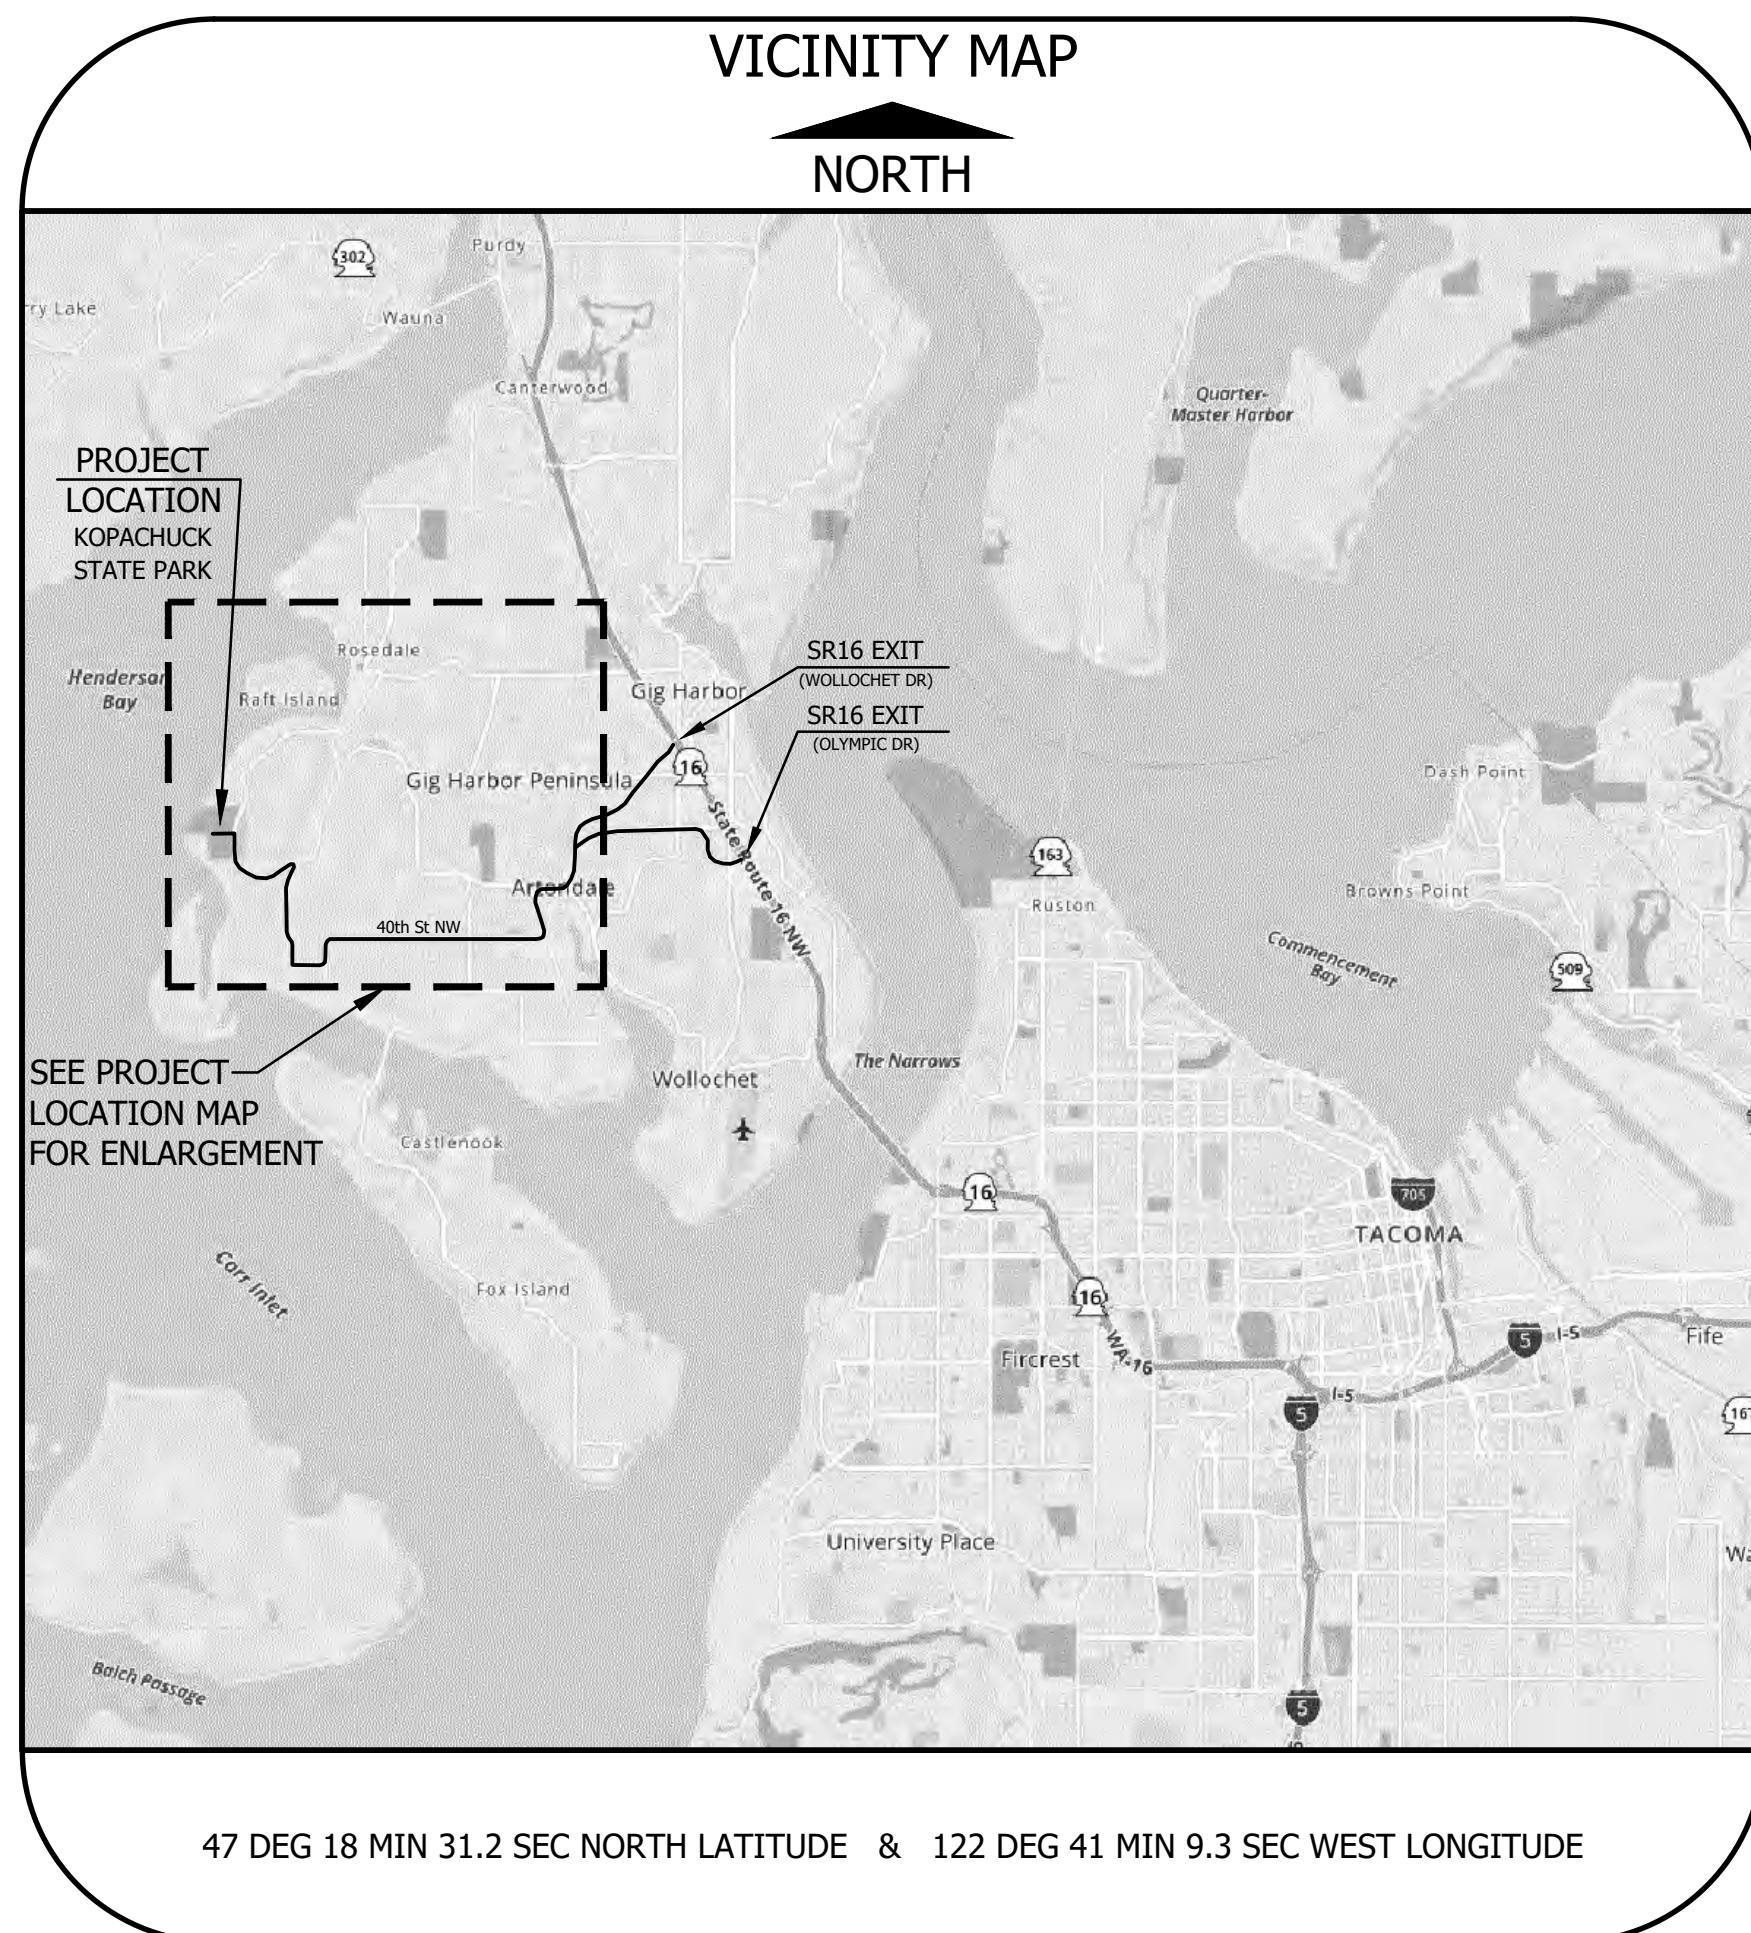 VICINITY MAP
NORTH
302
Purdy
rry Lake
Wauna
Canterwood
Quarter-
Master Harbor
PROJECT
LOCATION
KOPACHUCK
STATE PARK
Rosedale
SR16 EXIT
(WOLLOCHET DR)
Henderson
Bay
Raft Island
Gig Harbor
SR16 EXIT
(OLYMPIC DR)
Gig Harbor Peninsula
16
Dash Point
State Route 16 NW
163
Artondale
Ruston
Browns Point
40th St NW
Commencement
Bay
509
SEE PROJECT
LOCATION MAP
FOR ENLARGEMENT
The Narrows
Wollochet
Castlenook
16
705
TACOMA
Carr Inlet
Fox Island
16
WA-16
Fircrest
5
I-5
Fife
I-5
5
167
University Place
Wa
Balch Passage
5
47 DEG 18 MIN 31.2 SEC NORTH LATITUDE & 122 DEG 41 MIN 9.3 SEC WEST LONGITUDE